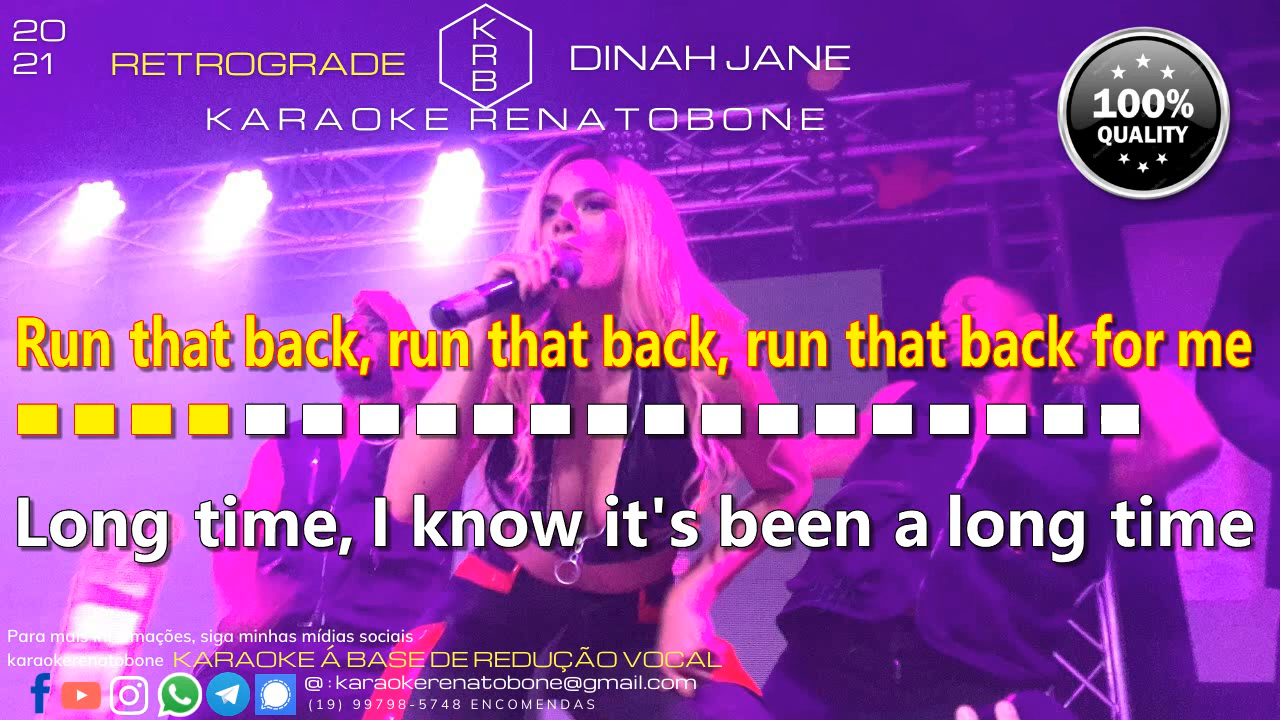 20
21
RETROGRADE
KRB
DINAH JANE
KARAOKE RENATOBONE
100%
QUALITY
Run that back, run that back, run that back for me
Long time, I know it's been a long time
Para mais informações, siga minhas mídias sociais
karaokerenatobone
KARAOKE Á BASE DE REDUÇÃO VOCAL
@:karaokerenatobone@gmail.com
(19) 99798-5748 ENCOMENDAS